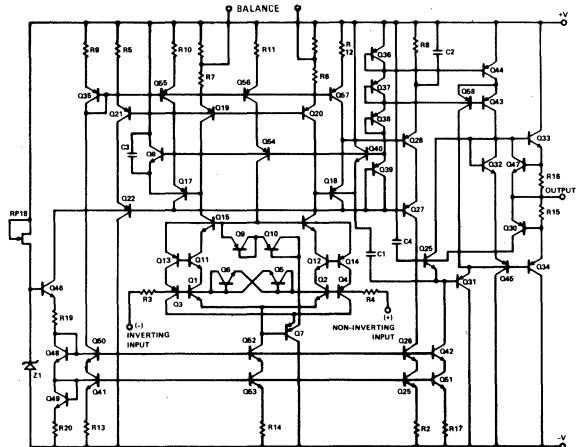 BALANCE
+V
R9
R5
R10
R7
R11
R6
R
12
R8
C2
Q36
Q37
Q38
Q39
Q44
Q58
Q43
Q33
Q35
Q55
Q56
Q57
Q21
Q19
Q20
Q28
C3
Q8
Q54
Q40
Q32
Q47
R16
OUTPUT
R15
Q30
Q22
Q17
Q18
Q27
RP18
Q15
Q9
Q10
C1
C4
Q25
Q31
Q45
Q34
Q13
Q11
Q12
Q14
Q6
Q5
Q46
R3
Q1
Q3
Q2
Q4
R4
(-)
INVERTING
INPUT
Q7
(+)
NON-INVERTING
INPUT
R19
Q48
Q50
Q52
Q26
Q42
Z1
Q49
Q41
Q53
Q25
Q51
R20
R13
R14
R2
R17
-V